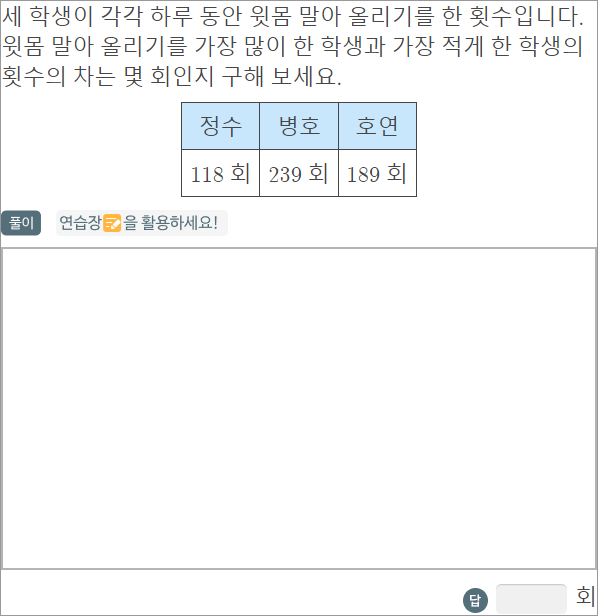 세 학생이 각각 하루 동안 윗몸 말아 올리기를 한 횟수입니다.
윗몸 말아 올리기를 가장 많이 한 학생과 가장 적게 한 학생의
횟수의 차는 몇 회인지 구해 보세요.
정수 병호 호연
118 회 239 회 189 회
풀이 연습장을 활용하세요!
답 회